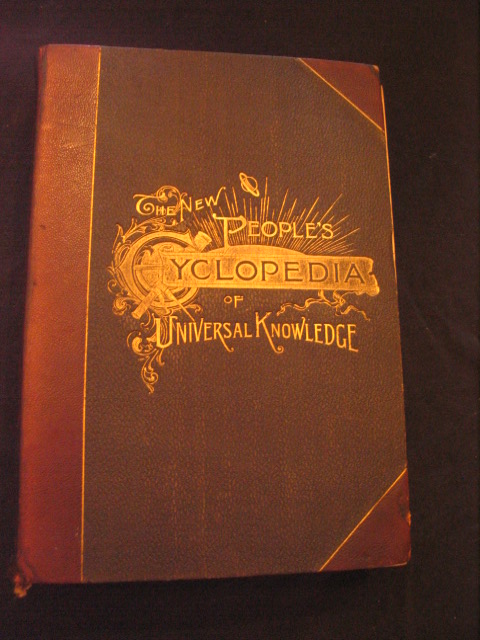 The New
People's
Cyclopedia
of
Universal Knowledge